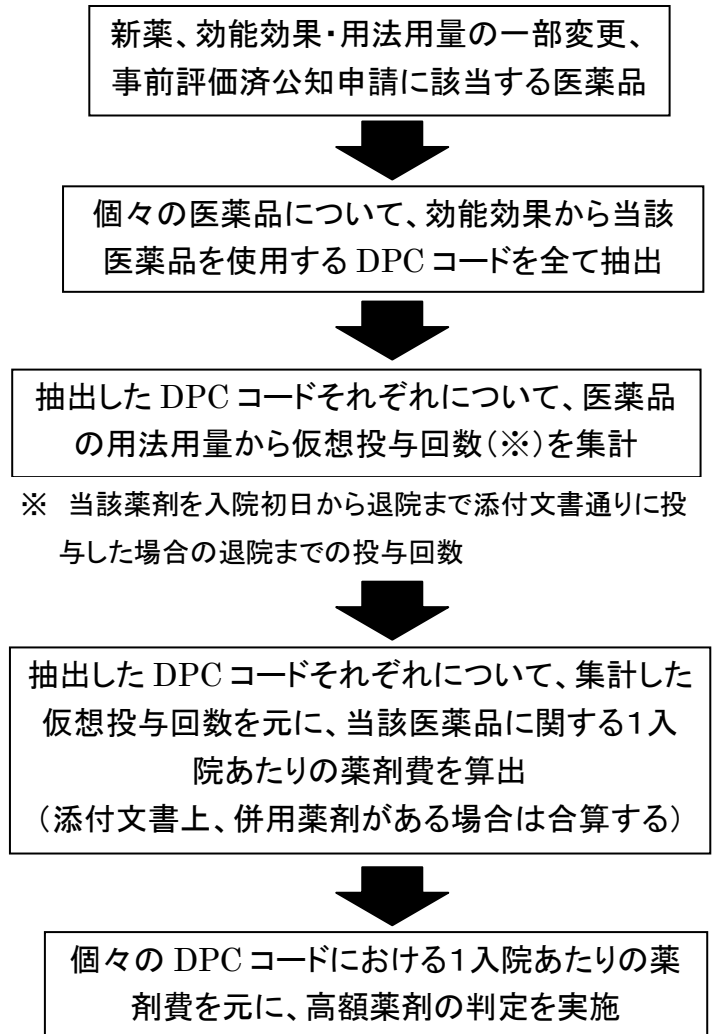 新薬、効能効果・用法用量の一部変更、
事前評価済公知申請に該当する医薬品
個々の医薬品について、効能効果から当該
医薬品を使用する DPC コードを全て抽出
抽出した DPC コードそれぞれについて、医薬品
の用法用量から仮想投与回数(※)を集計
※ 当該薬剤を入院初日から退院まで添付文書通りに投
与した場合の退院までの投与回数
抽出した DPC コードそれぞれについて、集計した
仮想投与回数を元に、当該医薬品に関する1入
院あたりの薬剤費を算出
(添付文書上、併用薬剤がある場合は合算する)
個々の DPC コードにおける1入院あたりの薬
剤費を元に、高額薬剤の判定を実施